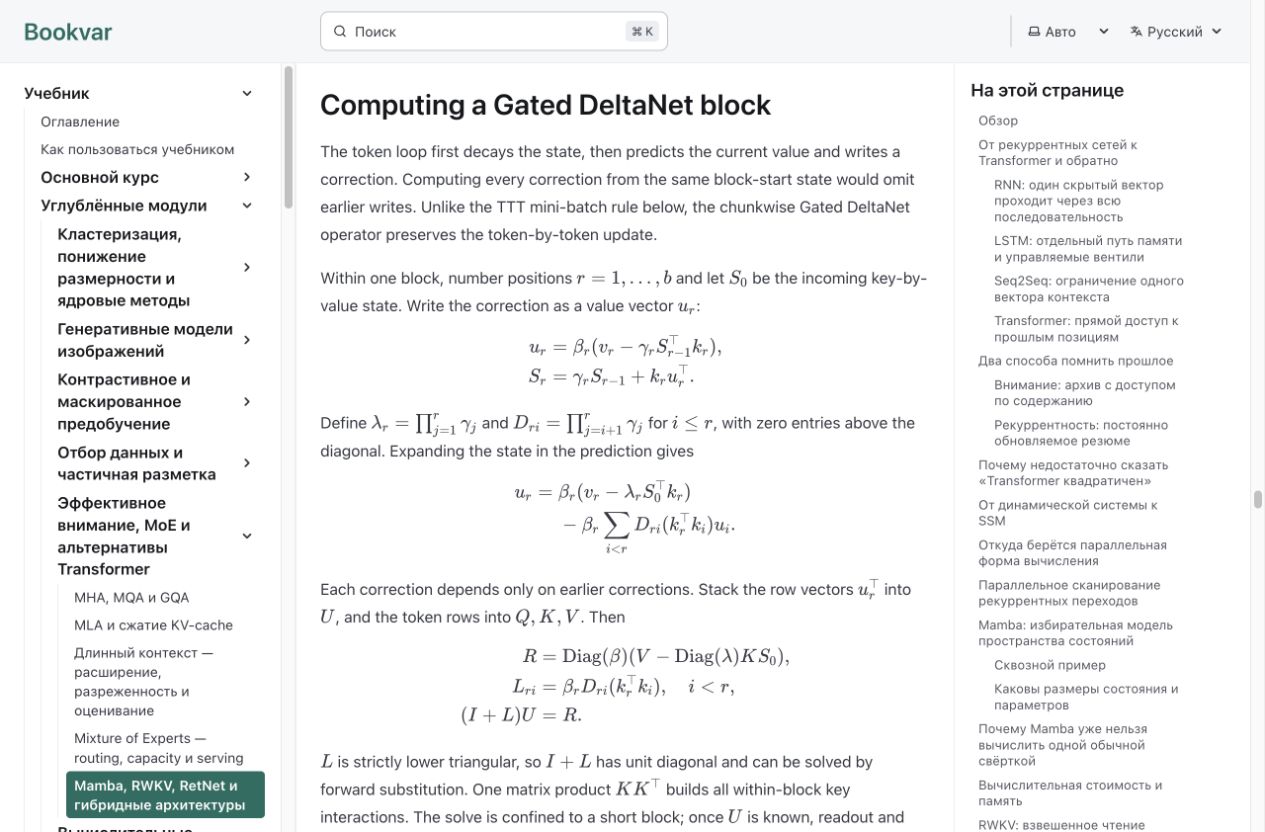 Bookvar
Поиск
⌘ K
Авто
Русский
Учебник
Оглавление
Как пользоваться учебником
Основной курс
Углублённые модули
Кластеризация,
понижение
размерности и
ядровые методы
Генеративные модели
изображений
Контрастивное и
маскированное
предобучение
Отбор данных и
частичная разметка
Эффективное
внимание, MoE и
альтернативы
Transformer
MHA, MQA и GQA
MLA и сжатие KV-cache
Длинный контекст —
расширение,
разреженность и
оценивание
Mixture of Experts —
routing, capacity и serving
Mamba, RWKV, RetNet и
гибридные архитектуры
Computing a Gated DeltaNet block
The token loop first decays the state, then predicts the current value and writes a
correction. Computing every correction from the same block-start state would omit
earlier writes. Unlike the TTT mini-batch rule below, the chunkwise Gated DeltaNet
operator preserves the token-by-token update.
Within one block, number positions r = 1, . . . , b and let S₀ be the incoming key-by-
value state. Write the correction as a value vector uᵣ:
uᵣ = βᵣ(vᵣ − γᵣS⊤ᵣ₋₁kᵣ),
Sᵣ = γᵣSᵣ₋₁ + kᵣuᵣ⊤.
Define λᵣ = ∏ʳⱼ₌₁ γⱼ and Dᵣᵢ = ∏ʳⱼ₌ᵢ₊₁ γⱼ for i ≤ r, with zero entries above the
diagonal. Expanding the state in the prediction gives
uᵣ = βᵣ(vᵣ − λᵣS₀⊤kᵣ)
− βᵣ ∑ᵢ<ᵣ Dᵣᵢ(kᵣ⊤kᵢ)uᵢ.
Each correction depends only on earlier corrections. Stack the row vectors uᵣ⊤ into
U, and the token rows into Q, K, V. Then
R = Diag(β)(V − Diag(λ)KS₀),
Lᵣᵢ = βᵣDᵣᵢ(kᵣ⊤kᵢ), i < r,
(I + L)U = R.
L is strictly lower triangular, so I + L has unit diagonal and can be solved by
forward substitution. One matrix product KK⊤ builds all within-block key
interactions. The solve is confined to a short block; once U is known, readout and
На этой странице
Обзор
От рекуррентных сетей к
Transformer и обратно
RNN: один скрытый вектор
проходит через всю
последовательность
LSTM: отдельный путь памяти
и управляемые вентили
Seq2Seq: ограничение одного
вектора контекста
Transformer: прямой доступ к
прошлым позициям
Два способа помнить прошлое
Внимание: архив с доступом
по содержанию
Рекуррентность: постоянно
обновляемое резюме
Почему недостаточно сказать
«Transformer квадратичен»
От динамической системы к
SSM
Откуда берётся параллельная
форма вычисления
Параллельное сканирование
рекуррентных переходов
Mamba: избирательная модель
пространства состояний
Сквозной пример
Каковы размеры состояния и
параметров
Почему Mamba уже нельзя
вычислить одной обычной
свёрткой
Вычислительная стоимость и
память
RWKV: взвешенное чтение